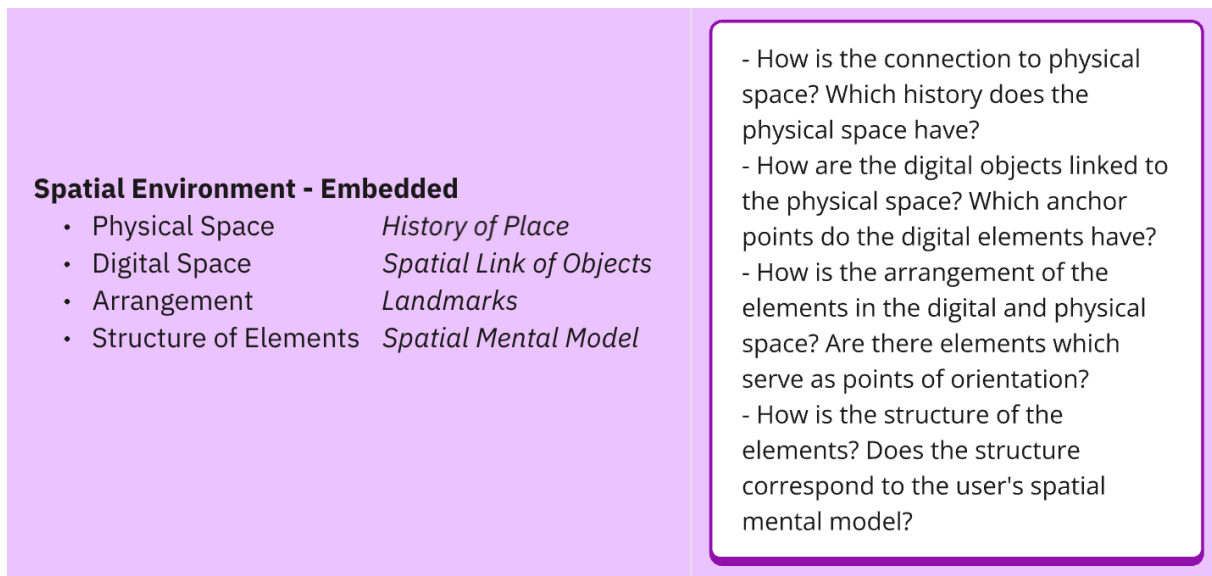 Spatial Environment - Embedded
• Physical Space History of Place
• Digital Space Spatial Link of Objects
• Arrangement Landmarks
• Structure of Elements Spatial Mental Model
- How is the connection to physical
space? Which history does the
physical space have?
- How are the digital objects linked to
the physical space? Which anchor
points do the digital elements have?
- How is the arrangement of the
elements in the digital and physical
space? Are there elements which
serve as points of orientation?
- How is the structure of the
elements? Does the structure
correspond to the user's spatial
mental model?